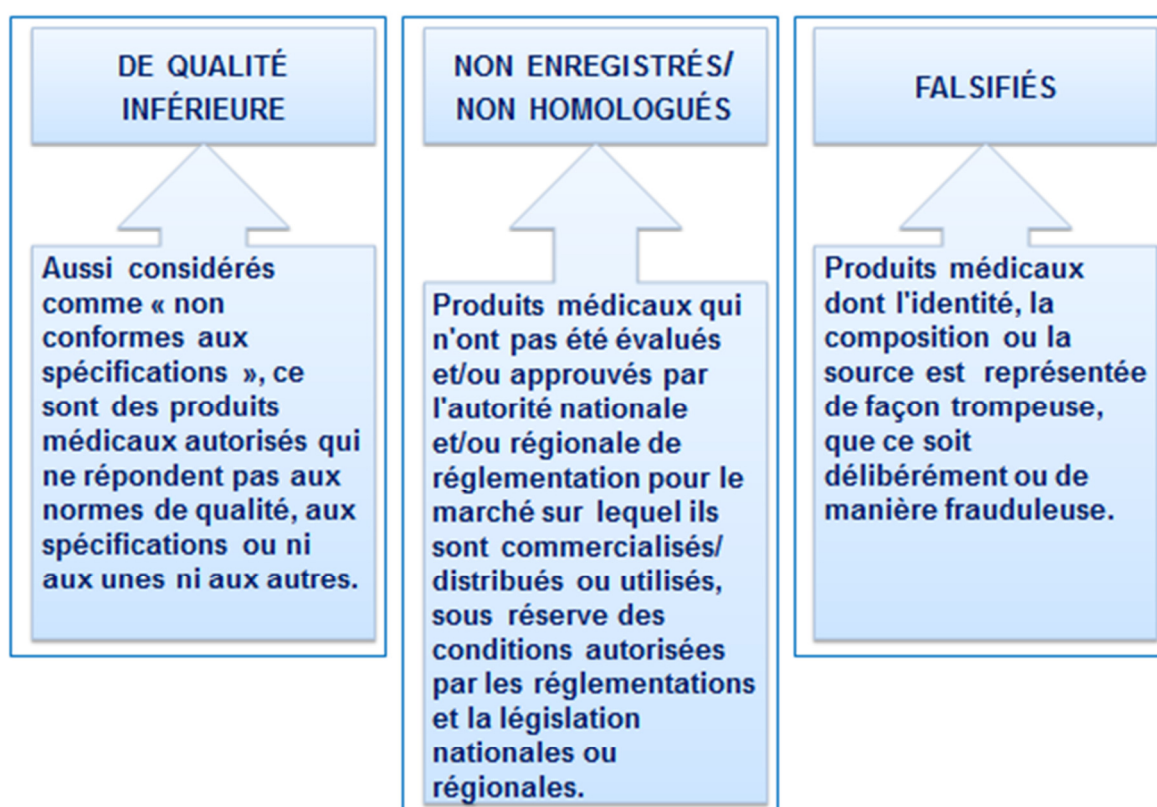 DE QUALITÉ
INFÉRIEURE
Aussi considérés
comme « non
conformes aux
spécifications », ce
sont des produits
médicaux autorisés qui
ne répondent pas aux
normes de qualité, aux
spécifications ou ni
aux unes ni aux autres.
NON ENREGISTRÉS/
NON HOMOLOGUÉS
Produits médicaux qui
n'ont pas été évalués
et/ou approuvés par
l'autorité nationale
et/ou régionale de
réglementation pour le
marché sur lequel ils
sont commercialisés/
distribués ou utilisés,
sous réserve des
conditions autorisées
par les réglementations
et la législation
nationales ou
régionales.
FALSIFIÉS
Produits médicaux
dont l'identité, la
composition ou la
source est représentée
de façon trompeuse,
que ce soit
délibérément ou de
manière frauduleuse.